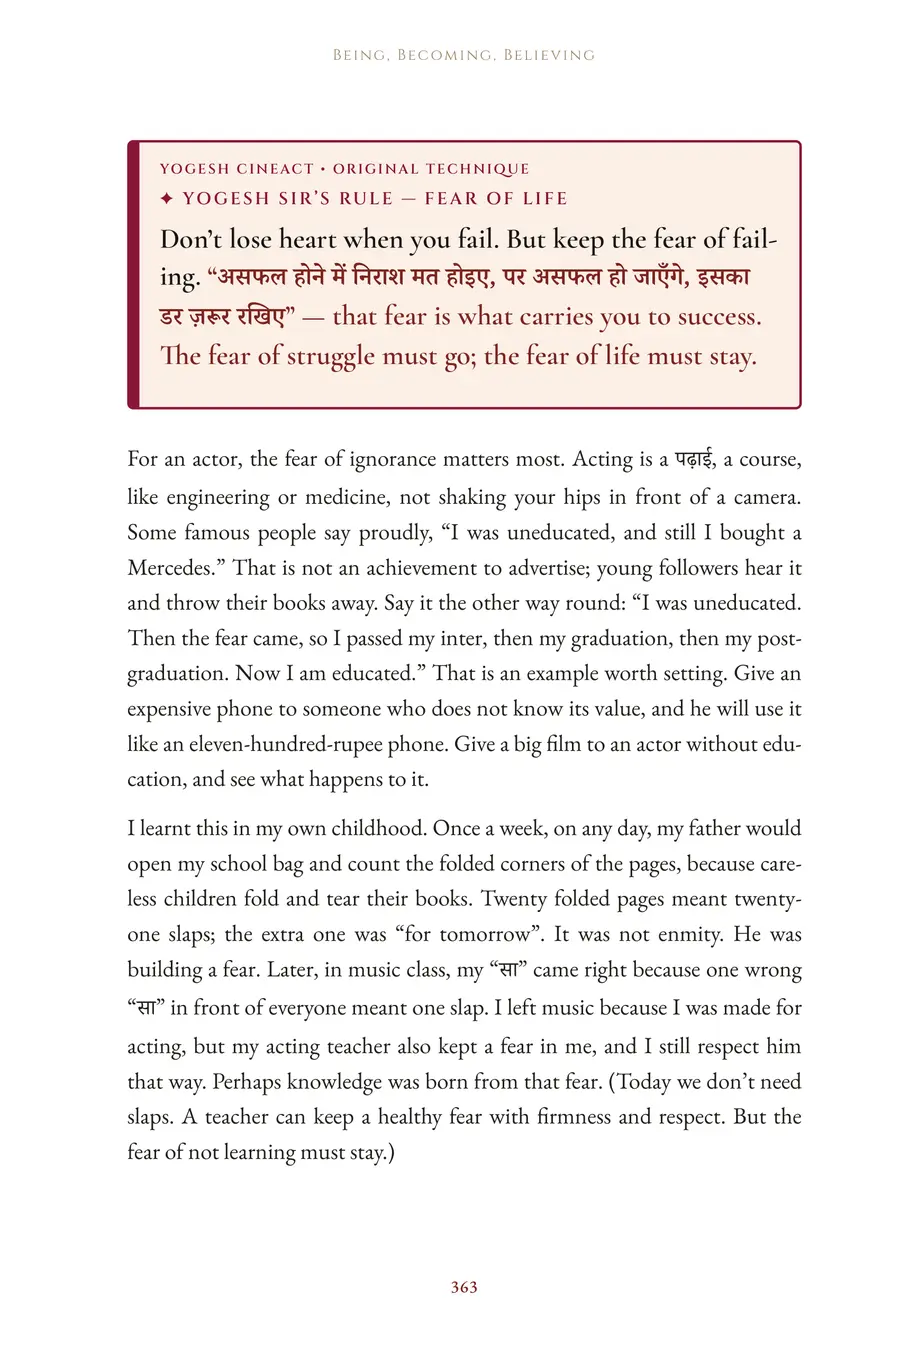 Being, Becoming, Believing
YOGESH CINEACT • ORIGINAL TECHNIQUE
✦ YOGESH SIR’S RULE — FEAR OF LIFE
Don’t lose heart when you fail. But keep the fear of fail-
ing. “असफल होने में निराश मत होइए, पर असफल हो जाएँगे, इसका
डर ज़रूर रखिए” — that fear is what carries you to success.
The fear of struggle must go; the fear of life must stay.
For an actor, the fear of ignorance matters most. Acting is a पढ़ाई, a course,
like engineering or medicine, not shaking your hips in front of a camera.
Some famous people say proudly, “I was uneducated, and still I bought a
Mercedes.” That is not an achievement to advertise; young followers hear it
and throw their books away. Say it the other way round: “I was uneducated.
Then the fear came, so I passed my inter, then my graduation, then my post-
graduation. Now I am educated.” That is an example worth setting. Give an
expensive phone to someone who does not know its value, and he will use it
like an eleven-hundred-rupee phone. Give a big film to an actor without edu-
cation, and see what happens to it.
I learnt this in my own childhood. Once a week, on any day, my father would
open my school bag and count the folded corners of the pages, because care-
less children fold and tear their books. Twenty folded pages meant twenty-
one slaps; the extra one was “for tomorrow”. It was not enmity. He was
building a fear. Later, in music class, my “सा” came right because one wrong
“सा” in front of everyone meant one slap. I left music because I was made for
acting, but my acting teacher also kept a fear in me, and I still respect him
that way. Perhaps knowledge was born from that fear. (Today we don’t need
slaps. A teacher can keep a healthy fear with firmness and respect. But the
fear of not learning must stay.)
363